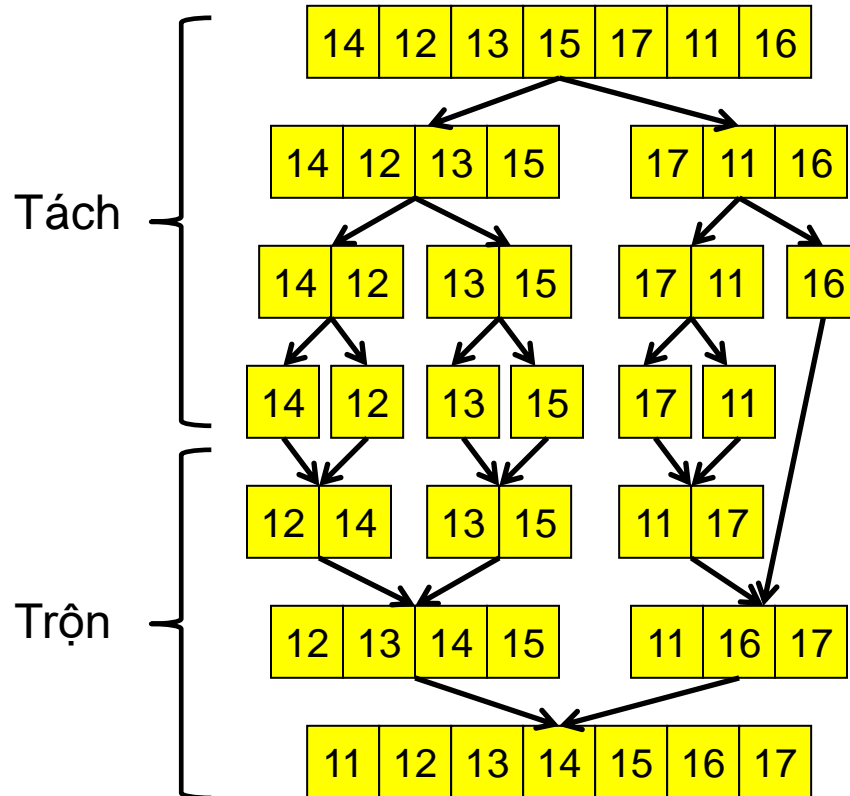 14 12 13 15 17 11 16
14 12 13 15 17 11 16
Tách
14 12 13 15 17 11 16
14 12 13 15 17 11
12 14 13 15 11 17
Trộn
12 13 14 15 11 16 17
11 12 13 14 15 16 17